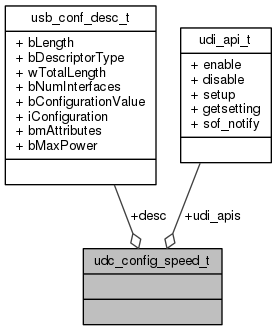 usb_conf_desc_t
+ bLength
+ bDescriptorType
+ wTotalLength
+ bNumInterfaces
+ bConfigurationValue
+ iConfiguration
+ bmAttributes
+ bMaxPower
udi_api_t
+ enable
+ disable
+ setup
+ getsetting
+ sof_notify
+desc
+udi_apis
udc_config_speed_t